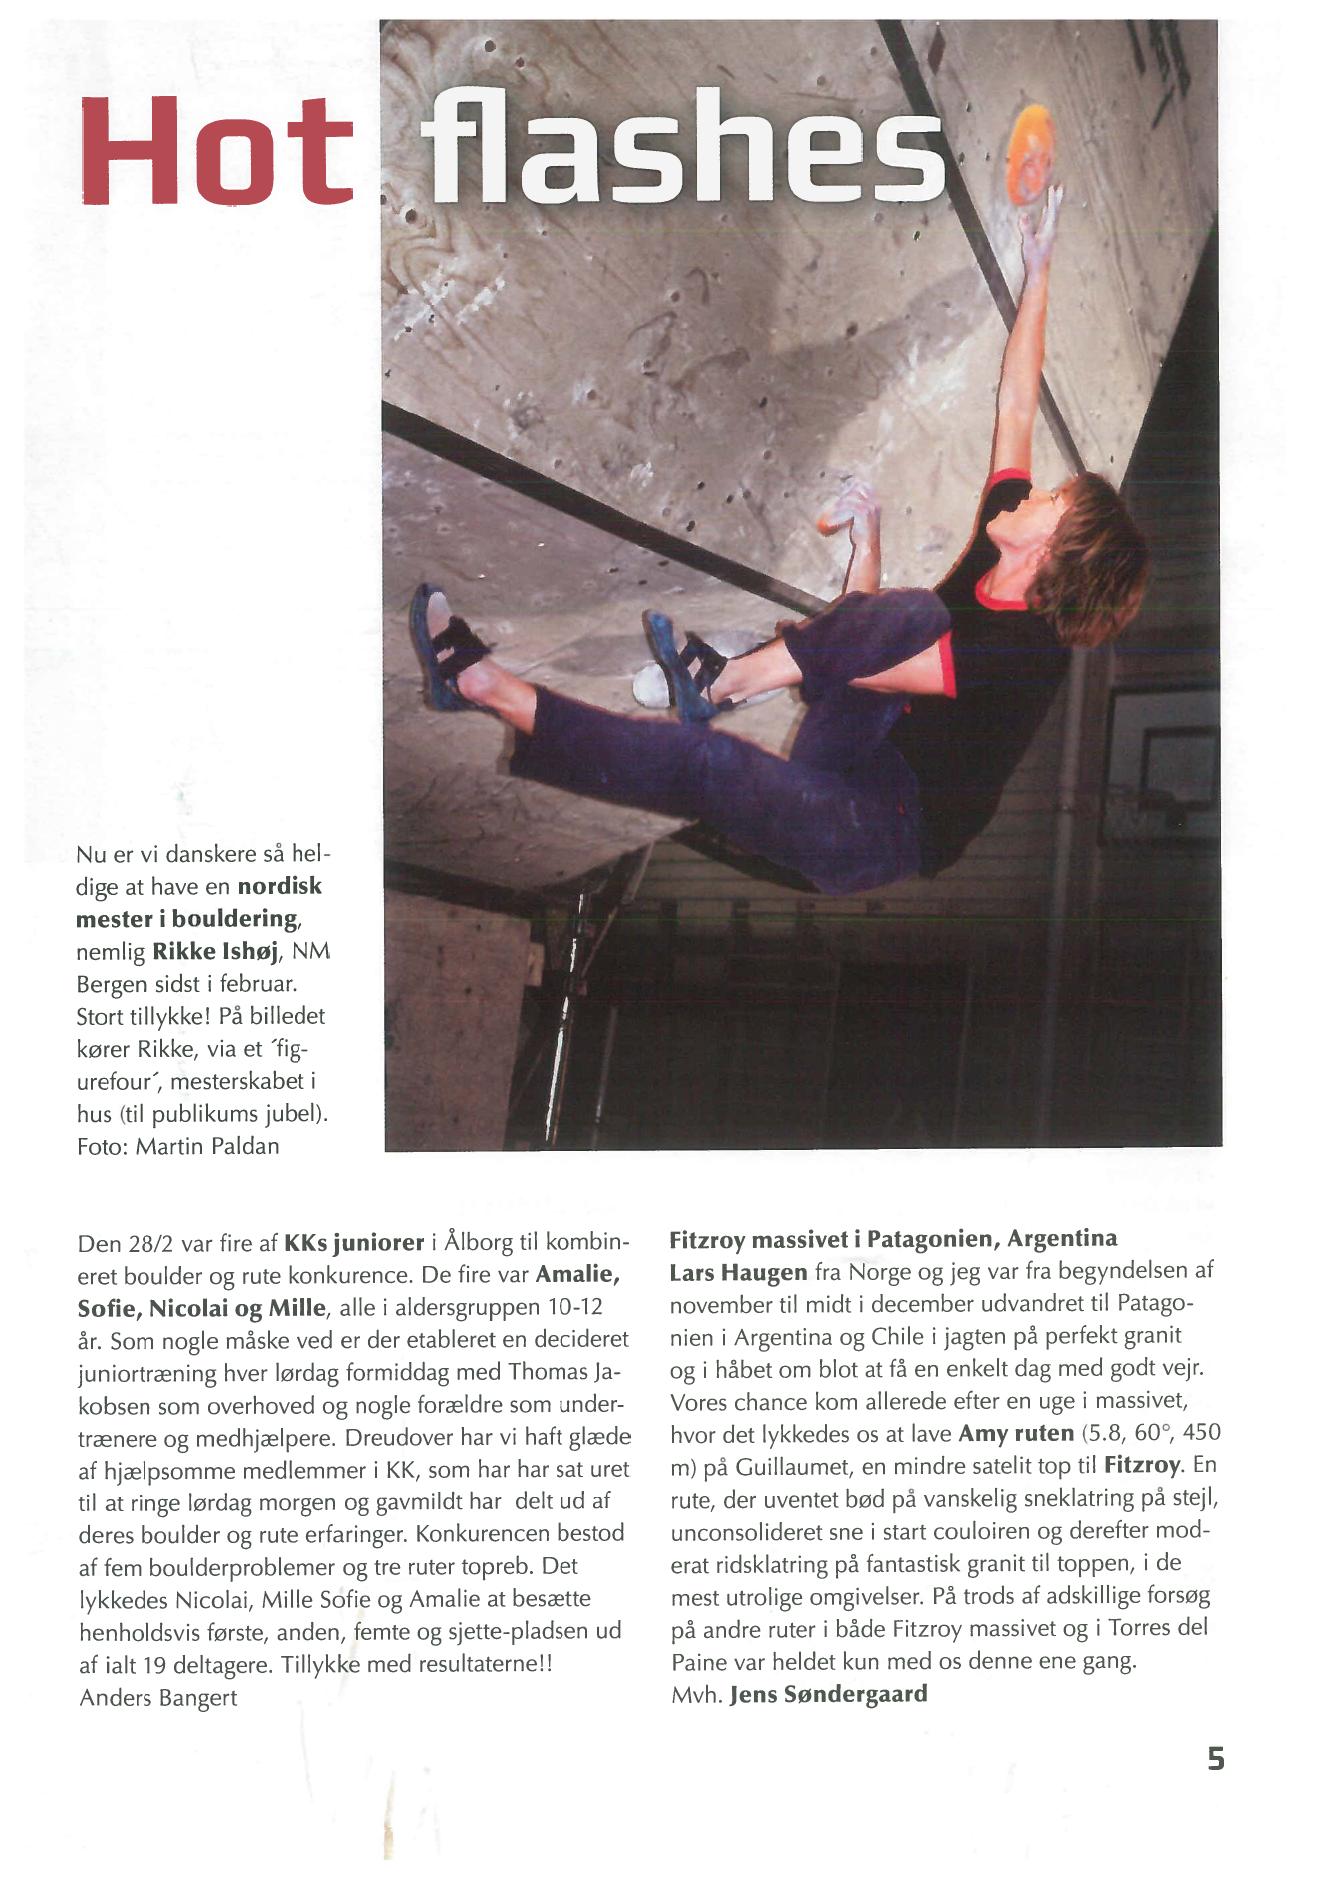 Hot flashes
Nu er vi danskere så hel-
dige at have en nordisk
mester i bouldering,
nemlig Rikke Ishøj, NM
Bergen sidst i februar.
Stort tillykke! På billedet
kører Rikke, via et ´fig-
urefour´, mesterskabet i
hus (til publikums jubel).
Foto: Martin Paldan
Den 28/2 var fire af KKs juniorer i Ålborg til kombin-
eret boulder og rute konkurence. De fire var Amalie,
Sofie, Nicolai og Mille, alle i aldersgruppen 10-12
år. Som nogle måske ved er der etableret en decideret
juniortræning hver lørdag formiddag med Thomas Ja-
kobsen som overhoved og nogle forældre som under-
trænere og medhjælpere. Dreudover har vi haft glæde
af hjælpsomme medlemmer i KK, som har har sat uret
til at ringe lørdag morgen og gavmildt har delt ud af
deres boulder og rute erfaringer. Konkurencen bestod
af fem boulderproblemer og tre ruter topreb. Det
lykkedes Nicolai, Mille Sofie og Amalie at besætte
henholdsvis første, anden, femte og sjette-pladsen ud
af ialt 19 deltagere. Tillykke med resultaterne!!
Anders Bangert
Fitzroy massivet i Patagonien, Argentina
Lars Haugen fra Norge og jeg var fra begyndelsen af
november til midt i december udvandret til Patago-
nien i Argentina og Chile i jagten på perfekt granit
og i håbet om blot at få en enkelt dag med godt vejr.
Vores chance kom allerede efter en uge i massivet,
hvor det lykkedes os at lave Amy ruten (5.8, 60°, 450
m) på Guillaumet, en mindre satelit top til Fitzroy. En
rute, der uventet bød på vanskelig sneklatring på stejl,
unconsolideret sne i start couloiren og derefter mod-
erat ridsklatring på fantastisk granit til toppen, i de
mest utrolige omgivelser. På trods af adskillige forsøg
på andre ruter i både Fitzroy massivet og i Torres del
Paine var heldet kun med os denne ene gang.
Mvh. Jens Søndergaard
5